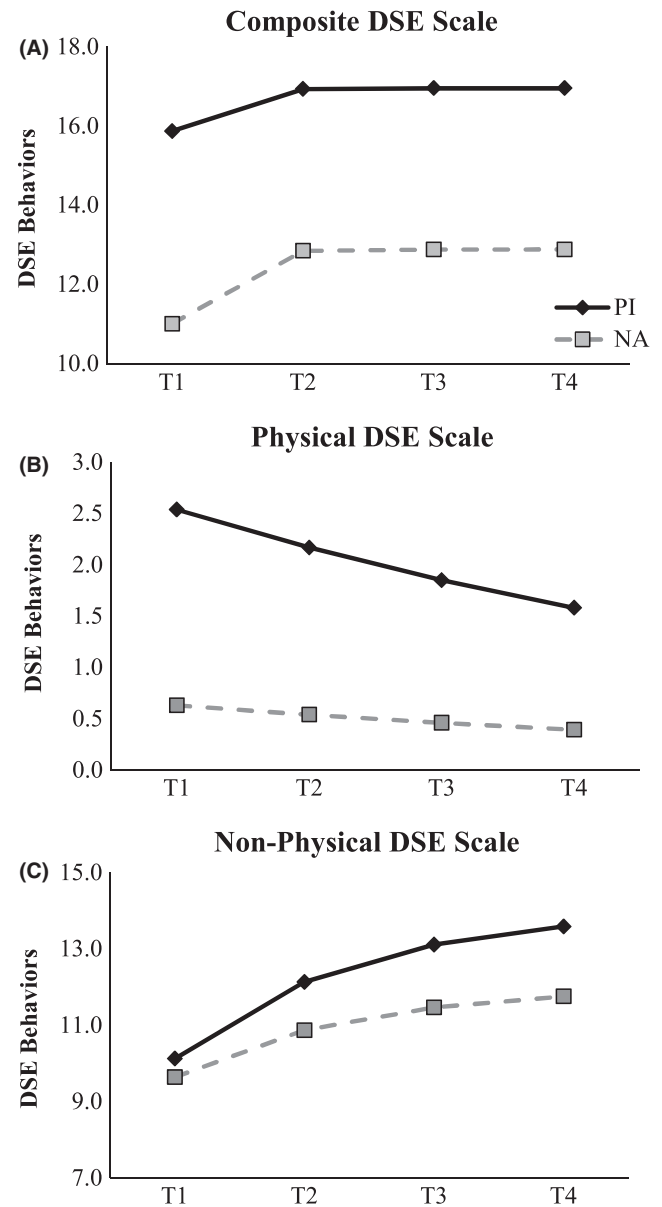 Composite DSE Scale
(A)
18.0
16.0
14.0
12.0
10.0
DSE Behaviors
PI
NA
T1 T2 T3 T4
Physical DSE Scale
(B)
3.0
2.5
2.0
1.5
1.0
0.5
0.0
DSE Behaviors
T1 T2 T3 T4
Non-Physical DSE Scale
(C)
15.0
13.0
11.0
9.0
7.0
DSE Behaviors
T1 T2 T3 T4